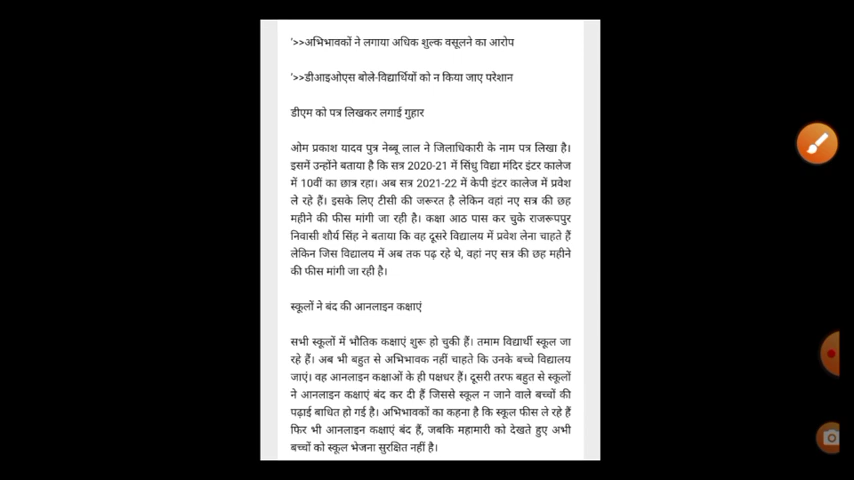 '>>अभिभावकों ने लगाया अधिक शुल्क वसूलने का आरोप
'>>डीआइओएस बोले-विद्यार्थियों को न किया जाए परेशान
डीएम को पत्र लिखकर लगाई गुहार
ओम प्रकाश यादव पुत्र नेब्बू लाल ने जिलाधिकारी के नाम पत्र लिखा है।
इसमें उन्होंने बताया है कि सत्र 2020-21 में सिंधु विद्या मंदिर इंटर कालेज
में 10वीं का छात्र रहा। अब सत्र 2021-22 में केपी इंटर कालेज में प्रवेश
ले रहे हैं। इसके लिए टीसी की जरूरत है लेकिन वहां नए सत्र की छह
महीने की फीस मांगी जा रही है। कक्षा आठ पास कर चुके राजरूपपुर
निवासी शौर्य सिंह ने बताया कि वह दूसरे विद्यालय में प्रवेश लेना चाहते हैं
लेकिन जिस विद्यालय में अब तक पढ़ रहे थे, वहां नए सत्र की छह महीने
की फीस मांगी जा रही है।
स्कूलों ने बंद की आनलाइन कक्षाएं
सभी स्कूलों में भौतिक कक्षाएं शुरू हो चुकी हैं। तमाम विद्यार्थी स्कूल जा
रहे हैं। अब भी बहुत से अभिभावक नहीं चाहते कि उनके बच्चे विद्यालय
जाएं। वह आनलाइन कक्षाओं के ही पक्षधर हैं। दूसरी तरफ बहुत से स्कूलों
ने आनलाइन कक्षाएं बंद कर दी हैं जिससे स्कूल न जाने वाले बच्चों की
पढ़ाई बाधित हो गई है। अभिभावकों का कहना है कि स्कूल फीस ले रहे हैं
फिर भी आनलाइन कक्षाएं बंद हैं, जबकि महामारी को देखते हुए अभी
बच्चों को स्कूल भेजना सुरक्षित नहीं है।